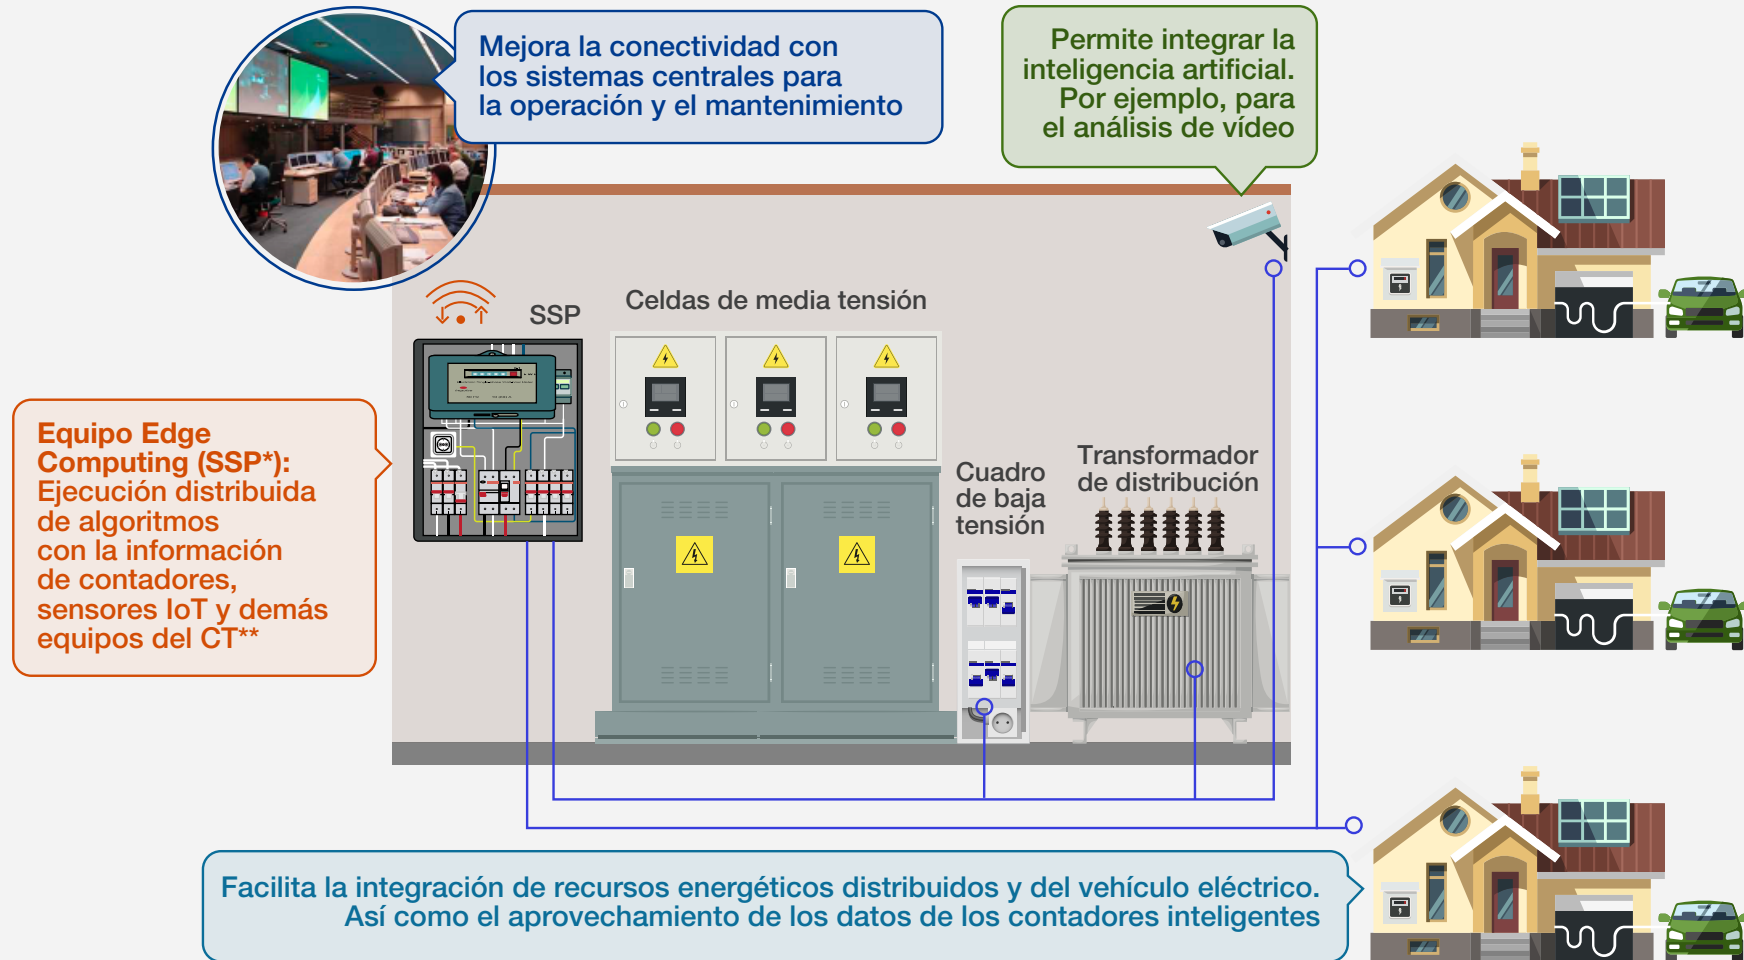 Mejora la conectividad con
los sistemas centrales para
la operación y el mantenimiento
Permite integrar la
inteligencia artificial.
Por ejemplo, para
el análisis de vídeo
SSP
Celdas de media tensión
Equipo Edge
Computing (SSP*):
Ejecución distribuida
de algoritmos
con la información
de contadores,
sensores IoT y demás
equipos del CT**
Cuadro
de baja
tensión
Transformador
de distribución
Facilita la integración de recursos energéticos distribuidos y del vehículo eléctrico.
Así como el aprovechamiento de los datos de los contadores inteligentes